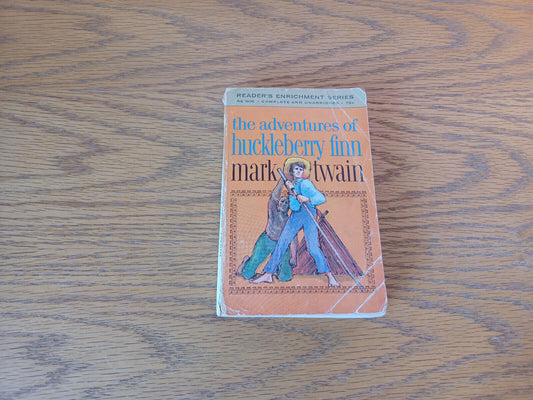 READER'S ENRICHMENT SERIES
COMPLETE AND UNABRIDGED
the adventures of
huckleberry finn
mark twain